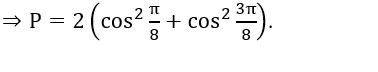 ⇒ P = 2 (cos² π/8 + cos² 3π/8).